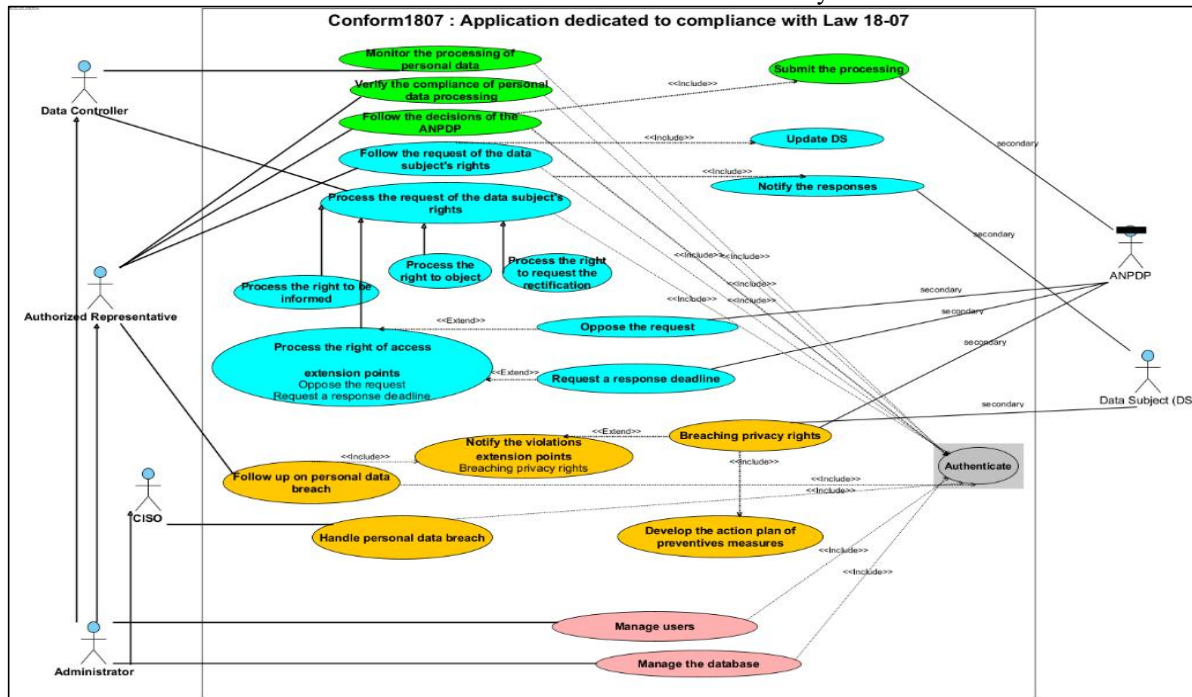 Conform1807 : Application dedicated to compliance with Law 18-07
Monitor the processing of
personal data
Submit the processing
Data Controller
Verify the compliance of personal
data processing
<<Include>>
Follow the decisions of the
ANPDP
Follow the request of the data
subject's rights
<<Include>>
Update DS
secondary
<<Include>>
Notify the responses
Process the request of the data subject's
rights
secondary
<<Include>>
<<Include>>
<<Include>>
<<Include>>
ANPDP
Process the right to be
informed
Process the
right to object
Process the right
to request the
rectification
secondary
Authorized Representative
<<Extend>>
Oppose the request
secondary
Process the right of access
extension points
Oppose the request
Request a response deadline
<<Extend>>
Request a response deadline
secondary
Data Subject (DS
secondary
<<Extend>>
Breaching privacy rights
Notify the violations
extension points
Breaching privacy rights
<<Include>>
Follow up on personal data
breach
Authenticate
<<Include>>
<<Include>>
CISO
Handle personal data breach
Develop the action plan of
preventives measures
<<Include>>
<<Include>>
Manage users
Administrator
Manage the database